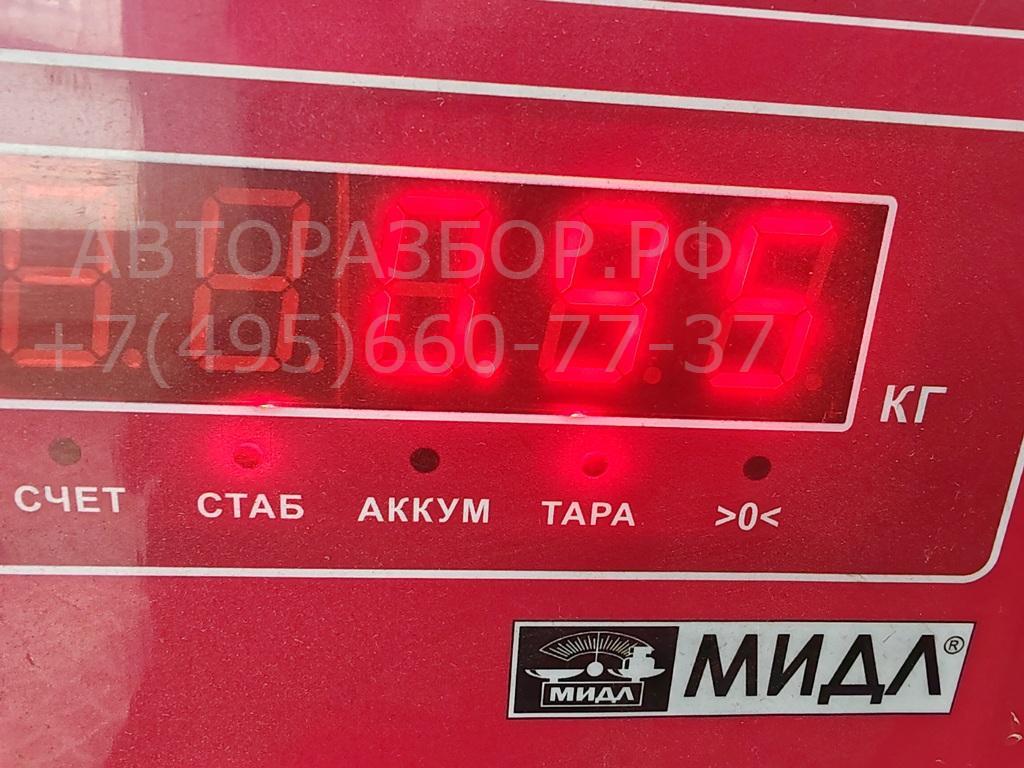 АВТОРАЗБОР.РФ
+7(495)660-77-37
КГ
СЧЕТ СТАБ АККУМ ТАРА >0<
МИДЛ МИДЛ®